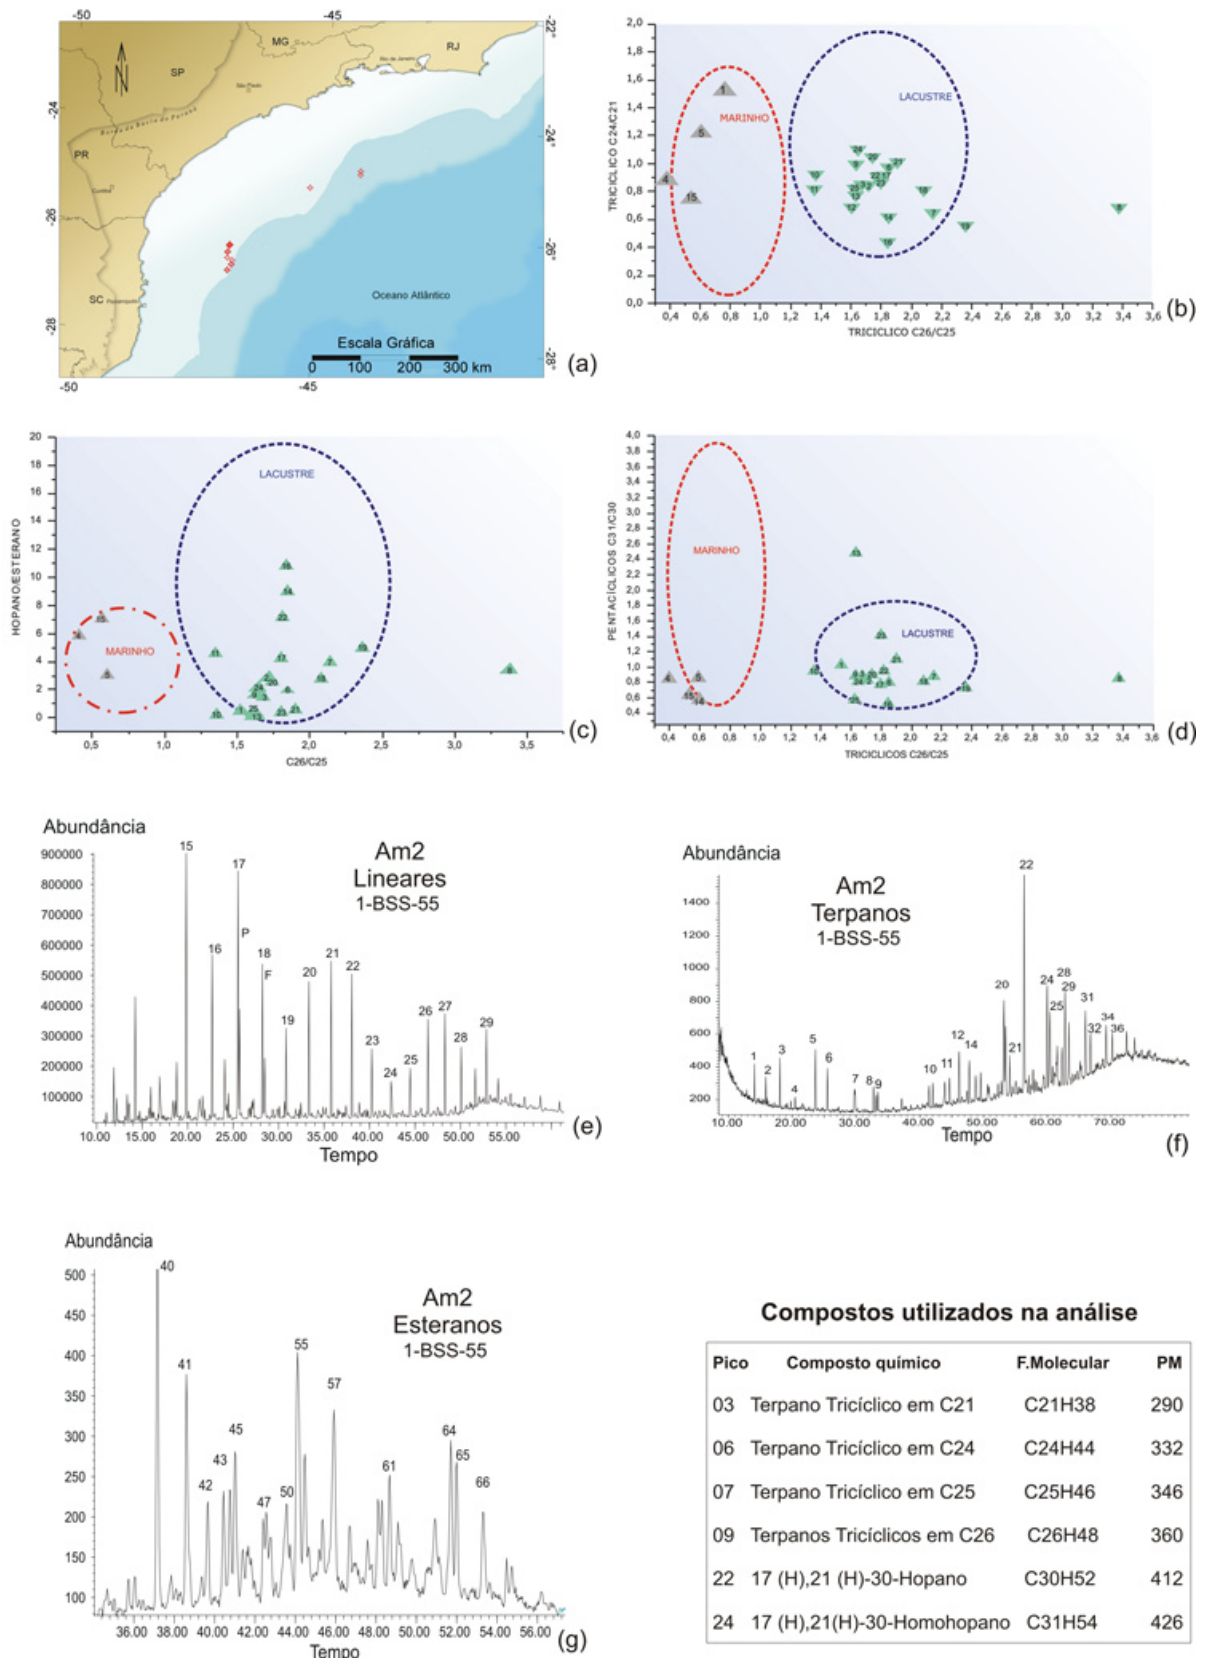 -50
-45
-22°
MG
RJ
Rio de Janeiro
SP
São Paulo
N
-24
-24°
Borda da Bacia do Paraná
PR
Curitiba
-26
-26°
SC
Florianópolis
Oceano Atlântico
-28
Escala Gráfica
0 100 200 300 km
-28°
-50
-45
(a)
TRICICLICO C24/C21
2,0
1,8
1,6
1,4
1,2
1,0
0,8
0,6
0,4
0,2
0,0
LACUSTRE
MARINHO
0,4 0,6 0,8 1,0 1,2 1,4 1,6 1,8 2,0 2,2 2,4 2,6 2,8 3,0 3,2 3,4 3,6
TRICICLICO C26/C25
(b)
HOPANO/ESTERANO
20
18
16
14
12
10
8
6
4
2
0
LACUSTRE
MARINHO
0,5 1,0 1,5 2,0 2,5 3,0 3,5
C26/C25
(c)
PENTACÍCLICOS C31/C30
4,0
3,8
3,6
3,4
3,2
3,0
2,8
2,6
2,4
2,2
2,0
1,8
1,6
1,4
1,2
1,0
0,8
0,6
0,4
MARINHO
LACUSTRE
0,4 0,6 0,8 1,0 1,2 1,4 1,6 1,8 2,0 2,2 2,4 2,6 2,8 3,0 3,2 3,4 3,6
TRICICLICOS C26/C25
(d)
Abundância
Am2
Lineares
1-BSS-55
900000
800000
700000
600000
500000
400000
300000
200000
100000
15 16 17 P 18 F 19 20 21 22 23 24 25 26 27 28 29
10.00 15.00 20.00 25.00 30.00 35.00 40.00 45.00 50.00 55.00
Tempo
(e)
Abundância
Am2
Terpanos
1-BSS-55
1400
1200
1000
800
600
400
200
1 2 3 4 5 6 7 8 9 10 11 12 14 20 21 22 24 25 28 29 31 32 34 36
10.00 20.00 30.00 40.00 50.00 60.00 70.00
Tempo
(f)
Abundância
Am2
Esteranos
1-BSS-55
500
450
400
350
300
250
200
150
100
40 41 42 43 45 47 50 55 57 61 64 65 66
36.00 38.00 40.00 42.00 44.00 46.00 48.00 50.00 52.00 54.00 56.00
Tempo
(g)
Compostos utilizados na análise
Pico Composto químico F.Molecular PM
03 Terpano Tricíclico em C21 C21H38 290
06 Terpano Tricíclico em C24 C24H44 332
07 Terpano Tricíclico em C25 C25H46 346
09 Terpanos Tricíclicos em C26 C26H48 360
22 17 (H),21 (H)-30-Hopano C30H52 412
24 17 (H),21(H)-30-Homohopano C31H54 426